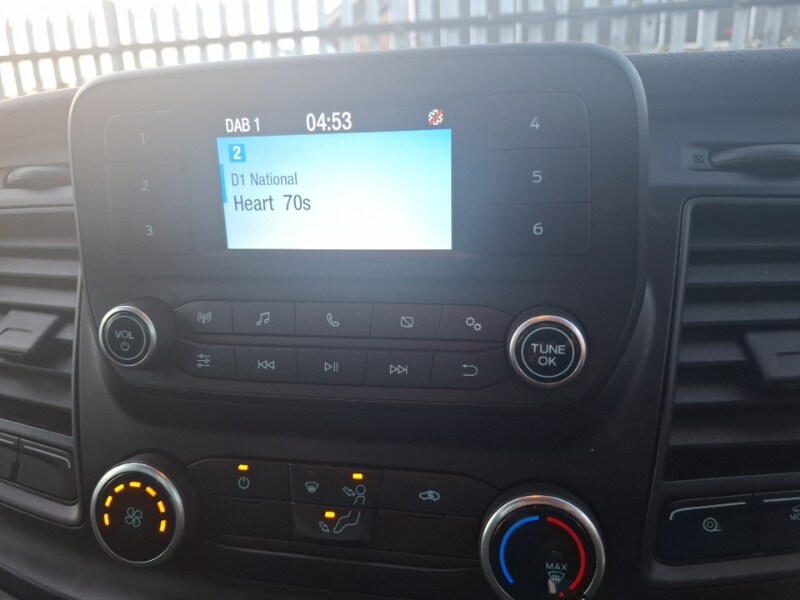 DAB 1 04:53
2
D1 National
Heart 70s
1
2
3
4
5
6
VOL
TUNE
OK
MAX